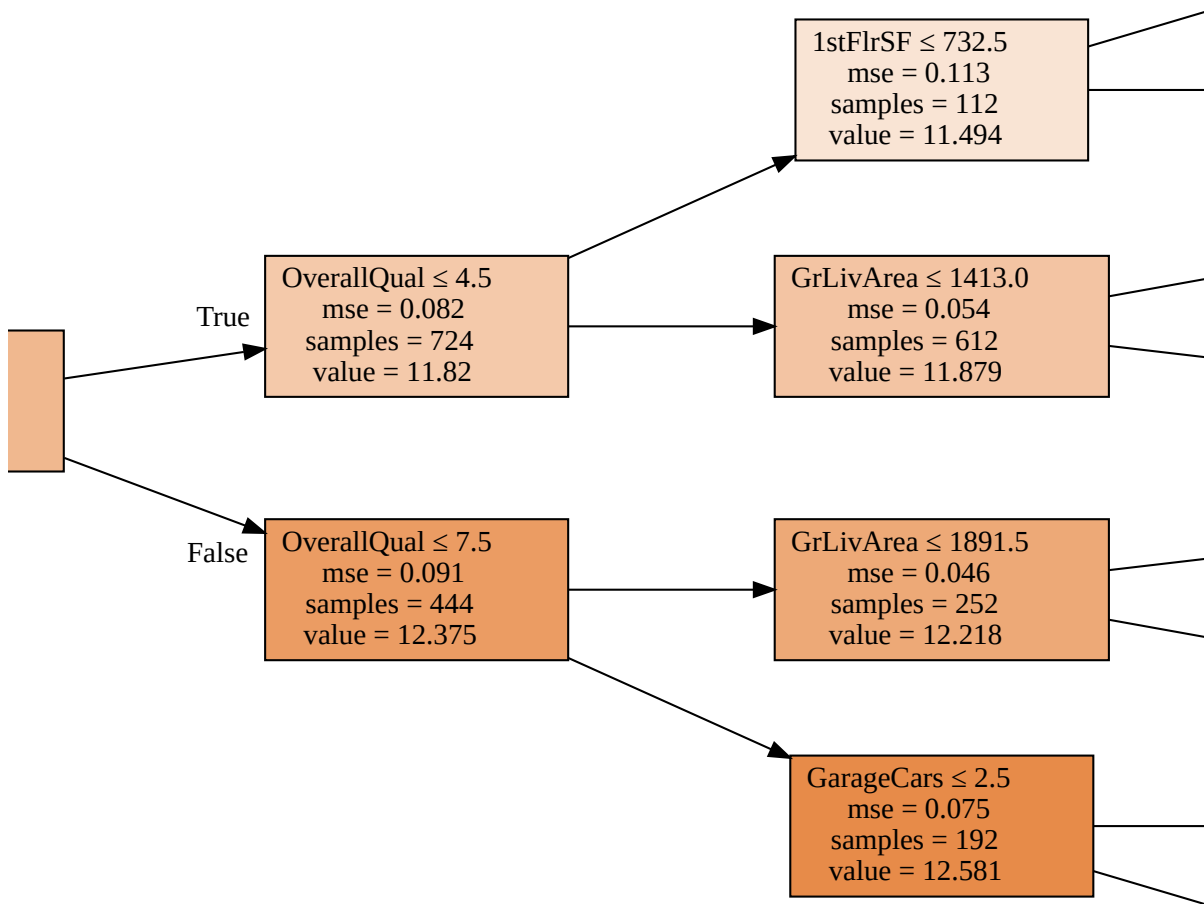 1stFlrSF ≤ 732.5
mse = 0.113
samples = 112
value = 11.494
True
OverallQual ≤ 4.5
mse = 0.082
samples = 724
value = 11.82
GrLivArea ≤ 1413.0
mse = 0.054
samples = 612
value = 11.879
False
OverallQual ≤ 7.5
mse = 0.091
samples = 444
value = 12.375
GrLivArea ≤ 1891.5
mse = 0.046
samples = 252
value = 12.218
GarageCars ≤ 2.5
mse = 0.075
samples = 192
value = 12.581